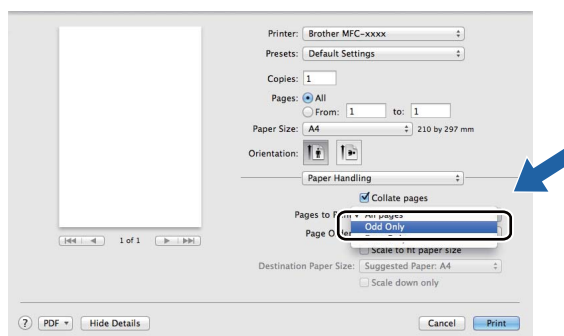 Printer: Brother MFC-xxxx
Presets: Default Settings
Copies: 1
Pages: All
From: 1 to: 1
Paper Size: A4 210 by 297 mm
Orientation:
Paper Handling
Collate pages
Pages to Print: All pages
Odd Only
Page Order:
1 of 1
Scale to fit paper size
Destination Paper Size: Suggested Paper: A4
Scale down only
? PDF Hide Details Cancel Print